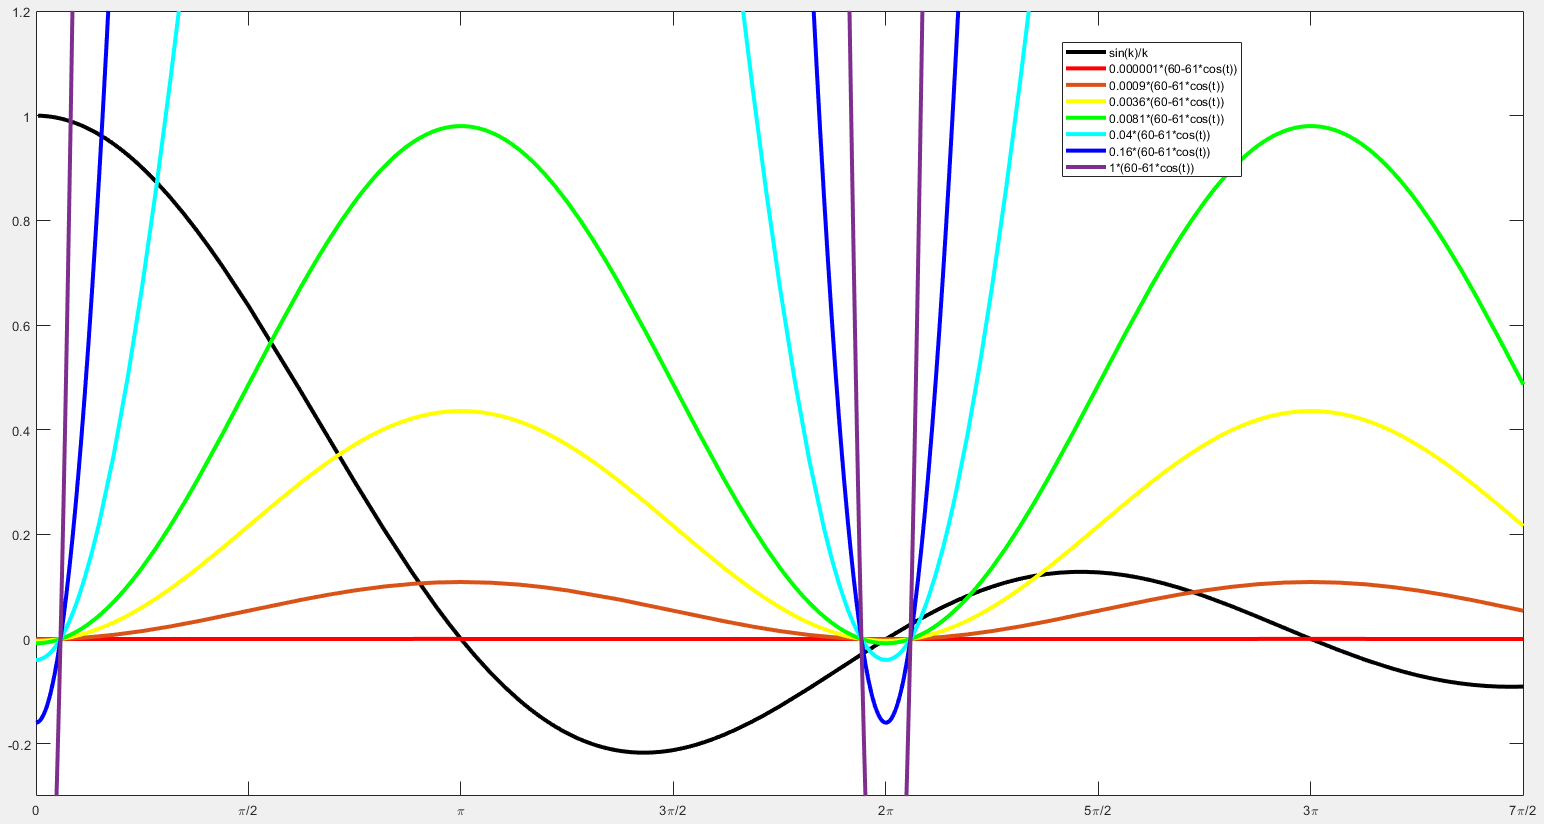 1.2
1
0.8
0.6
0.4
0.2
0
-0.2
0
π/2
π
3π/2
2π
5π/2
3π
7π/2
sin(k)/k
0.000001*(60-61*cos(t))
0.0009*(60-61*cos(t))
0.0036*(60-61*cos(t))
0.0081*(60-61*cos(t))
0.04*(60-61*cos(t))
0.16*(60-61*cos(t))
1*(60-61*cos(t))